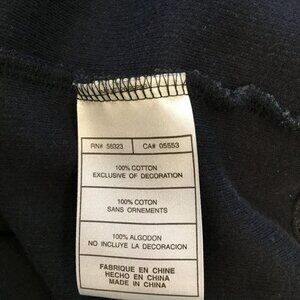 RN# 56323 CA# 05553
100% COTTON
EXCLUSIVE OF DECORATION
100% COTON
SANS ORNEMENTS
100% ALGODON
NO INCLUYE LA DECORACION
FABRIQUE EN CHINE
HECHO EN CHINA
MADE IN CHINA